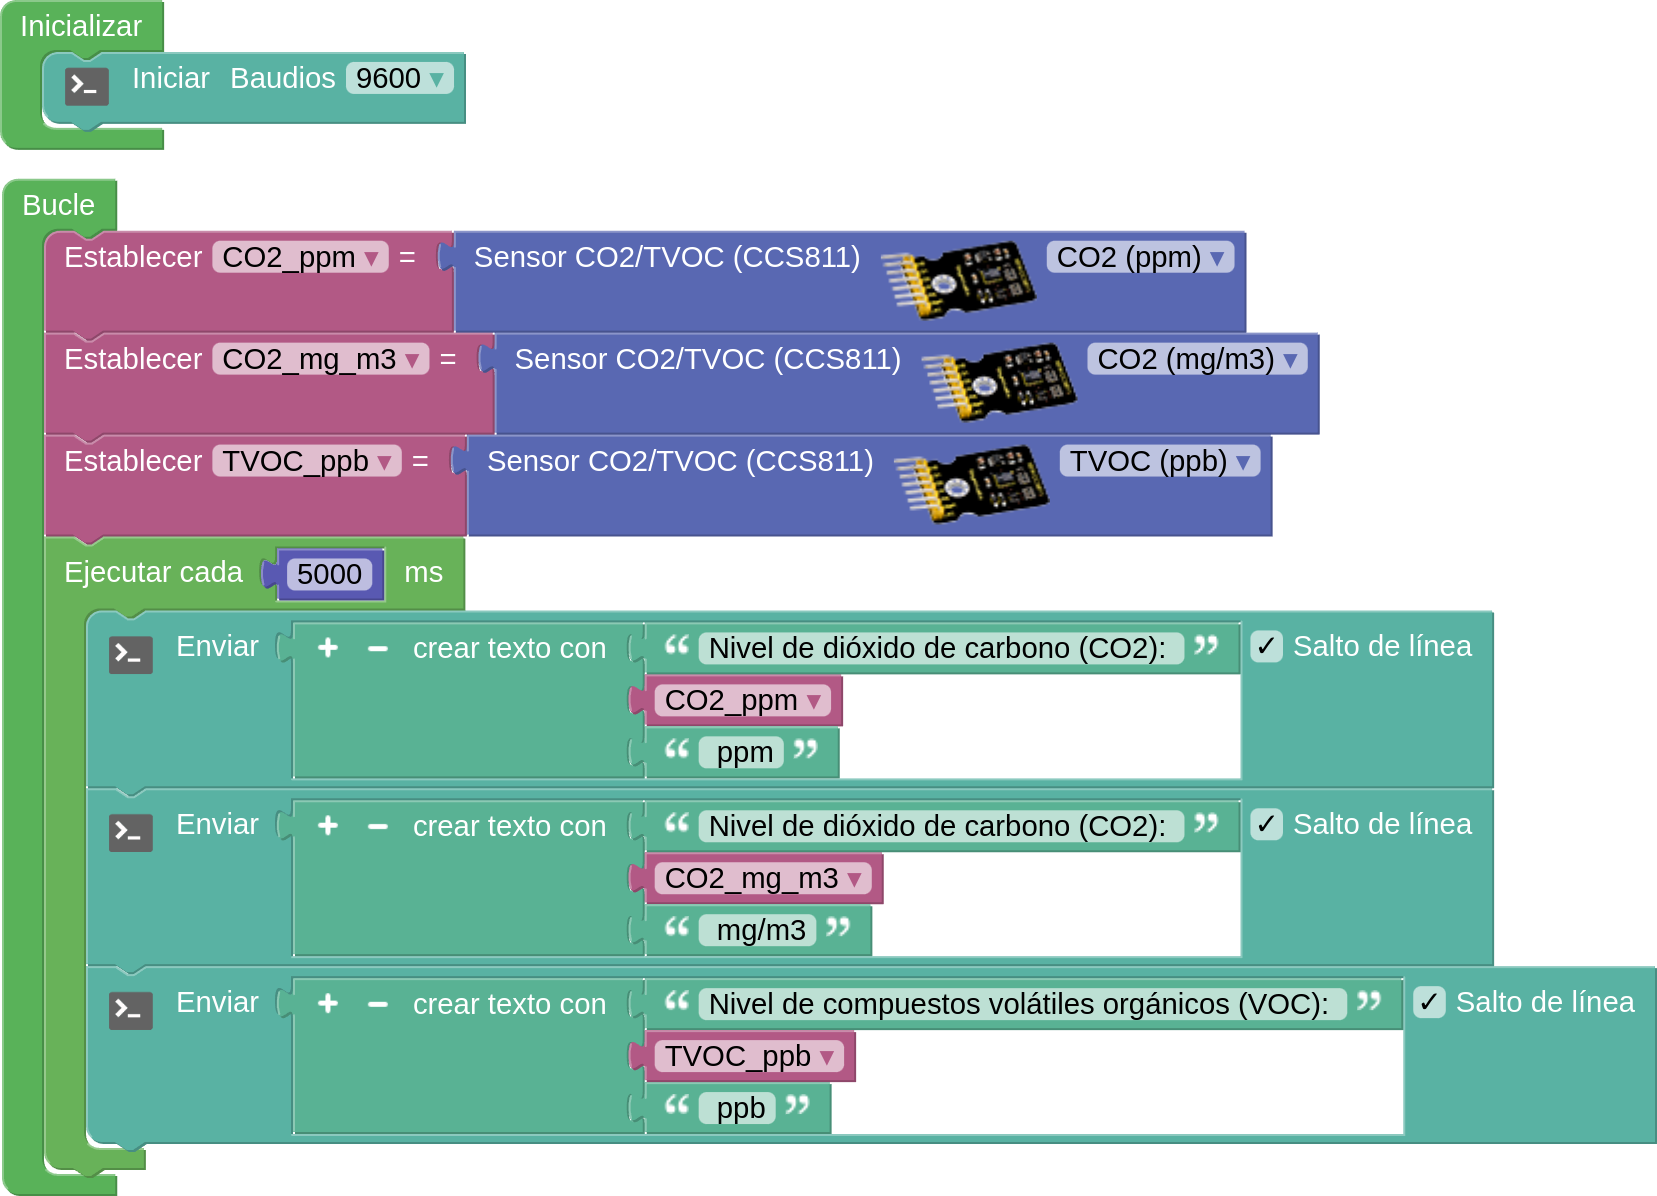 Inicializar
Iniciar Baudios 9600 ▾
Bucle
Establecer CO2_ppm ▾ = Sensor CO2/TVOC (CCS811) CO2 (ppm) ▾
Establecer CO2_mg_m3 ▾ = Sensor CO2/TVOC (CCS811) CO2 (mg/m3) ▾
Establecer TVOC_ppb ▾ = Sensor CO2/TVOC (CCS811) TVOC (ppb) ▾
Ejecutar cada 5000 ms
Enviar + − crear texto con “ Nivel de dióxido de carbono (CO2): ” ✓ Salto de línea
CO2_ppm ▾
“ ppm ”
Enviar + − crear texto con “ Nivel de dióxido de carbono (CO2): ” ✓ Salto de línea
CO2_mg_m3 ▾
“ mg/m3 ”
Enviar + − crear texto con “ Nivel de compuestos volátiles orgánicos (VOC): ” ✓ Salto de línea
TVOC_ppb ▾
“ ppb ”